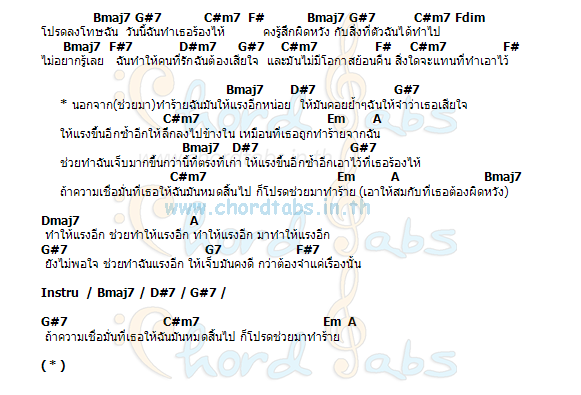 Bmaj7 G#7 C#m7 F# Bmaj7 G#7 C#m7 Fdim
โปรดลงโทษฉัน วันนี้ฉันทำเธอร้องไห้ คงรู้สึกผิดหวัง กับสิ่งที่ตัวฉันได้ทำไป
Bmaj7 F#7 D#m7 G#7 C#m7 F# C#m7 F#
ไม่อยากรู้เลย ฉันทำให้คนที่รักฉันต้องเสียใจ และมันไม่มีโอกาสย้อนคืน สิ่งใดจะแทนที่ทำเอาไว้
Bmaj7 D#7 G#7
* นอกจาก(ช่วยมา)ทำร้ายฉันมันให้แรงอีกหน่อย ให้มันคอยย้ำๆฉันให้จำว่าเธอเสียใจ
C#m7 Em A
ให้แรงขึ้นอีกซ้ำอีกให้ลึกลงไปข้างใน เหมือนที่เธอถูกทำร้ายจากฉัน
Bmaj7 D#7 G#7
ช่วยทำฉันเจ็บมากขึ้นกว่านี้ที่ตรงที่เก่า ให้แรงขึ้นอีกซ้ำอีกเอาไว้ที่เธอร้องไห้
C#m7 Em A Bmaj7
ถ้าความเชื่อมั่นที่เธอให้ฉันมันหมดสิ้นไป ก็โปรดช่วยมาทำร้าย (เอาให้สมกับที่เธอต้องผิดหวัง)
www.chordtabs.in.th
Dmaj7 A
ทำให้แรงอีก ช่วยทำให้แรงอีก ทำให้แรงอีก มาทำให้แรงอีก
G#7 G7 F#7
ยังไม่พอใจ ช่วยทำฉันแรงอีก ให้เจ็บมันคงดี กว่าต้องจำแค่เรื่องนั้น
Instru / Bmaj7 / D#7 / G#7 /
G#7 C#m7 Em A
ถ้าความเชื่อมั่นที่เธอให้ฉันมันหมดสิ้นไป ก็โปรดช่วยมาทำร้าย
( * )